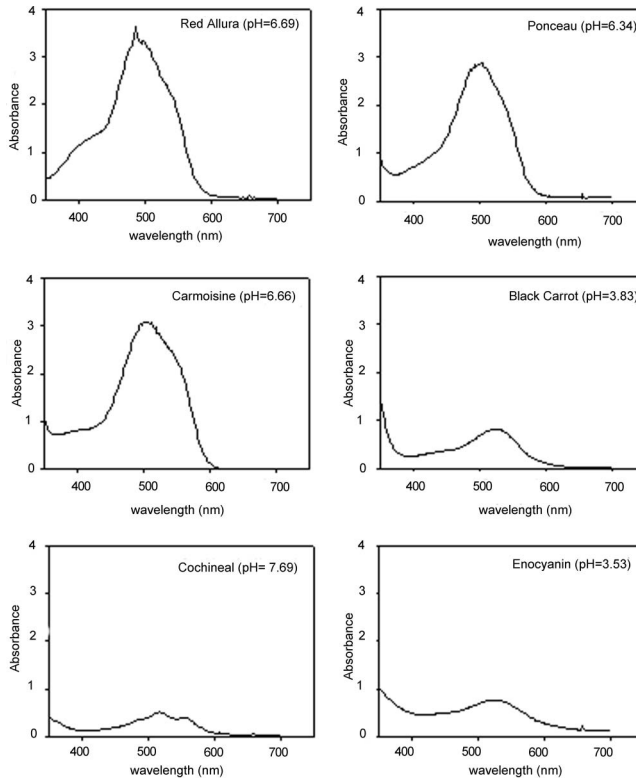 Red Allura (pH=6.69)
4
3
2
1
0
Absorbance
400 500 600 700
wavelength (nm)
Ponceau (pH=6.34)
4
3
2
1
0
Absorbance
400 500 600 700
wavelength (nm)
Carmoisine (pH=6.66)
4
3
2
1
0
Absorbance
400 500 600 700
wavelength (nm)
Black Carrot (pH=3.83)
4
3
2
1
0
Absorbance
400 500 600 700
wavelength (nm)
Cochineal (pH= 7.69)
4
3
2
1
0
Absorbance
400 500 600 700
wavelength (nm)
Enocyanin (pH=3.53)
4
3
2
1
0
Absorbance
400 500 600 700
wavelength (nm)